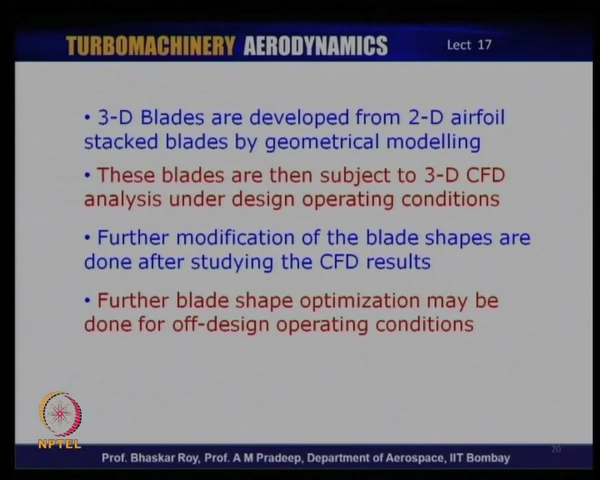 TURBOMACHINERY AERODYNAMICS
Lect 17
• 3-D Blades are developed from 2-D airfoil
stacked blades by geometrical modelling
• These blades are then subject to 3-D CFD
analysis under design operating conditions
• Further modification of the blade shapes are
done after studying the CFD results
• Further blade shape optimization may be
done for off-design operating conditions
NPTEL
20
Prof. Bhaskar Roy, Prof. A M Pradeep, Department of Aerospace, IIT Bombay